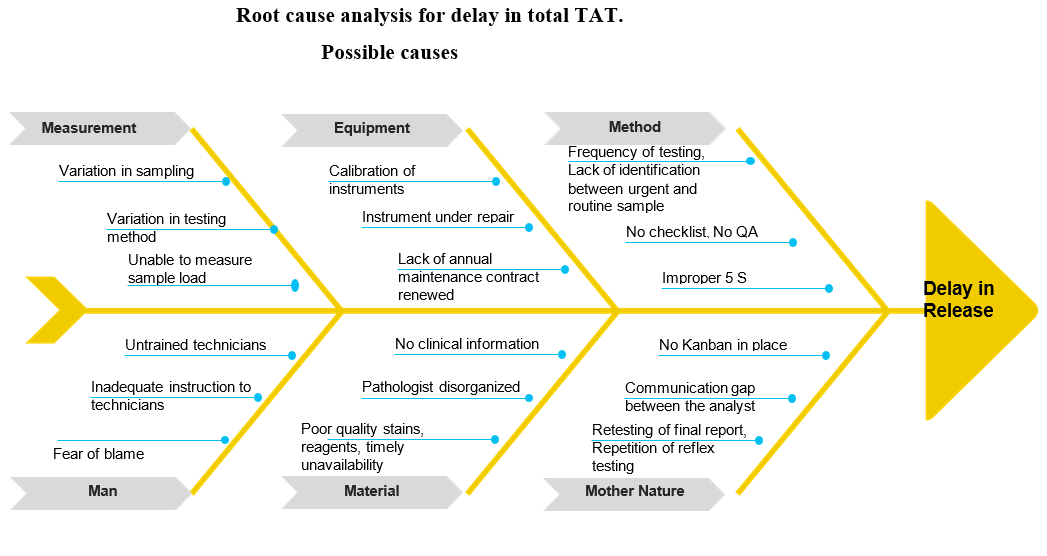 Root cause analysis for delay in total TAT.
Possible causes
Measurement
Equipment
Method
Variation in sampling
Variation in testing
method
Unable to measure
sample load
Calibration of
instruments
Instrument under repair
Lack of annual
maintenance contract
renewed
Frequency of testing,
Lack of identification
between urgent and
routine sample
No checklist, No QA
Improper 5 S
Delay in
Release
Untrained technicians
Inadequate instruction to
technicians
Fear of blame
No clinical information
Pathologist disorganized
Poor quality stains,
reagents, timely
unavailability
No Kanban in place
Communication gap
between the analyst
Retesting of final report,
Repetition of reflex
testing
Man
Material
Mother Nature